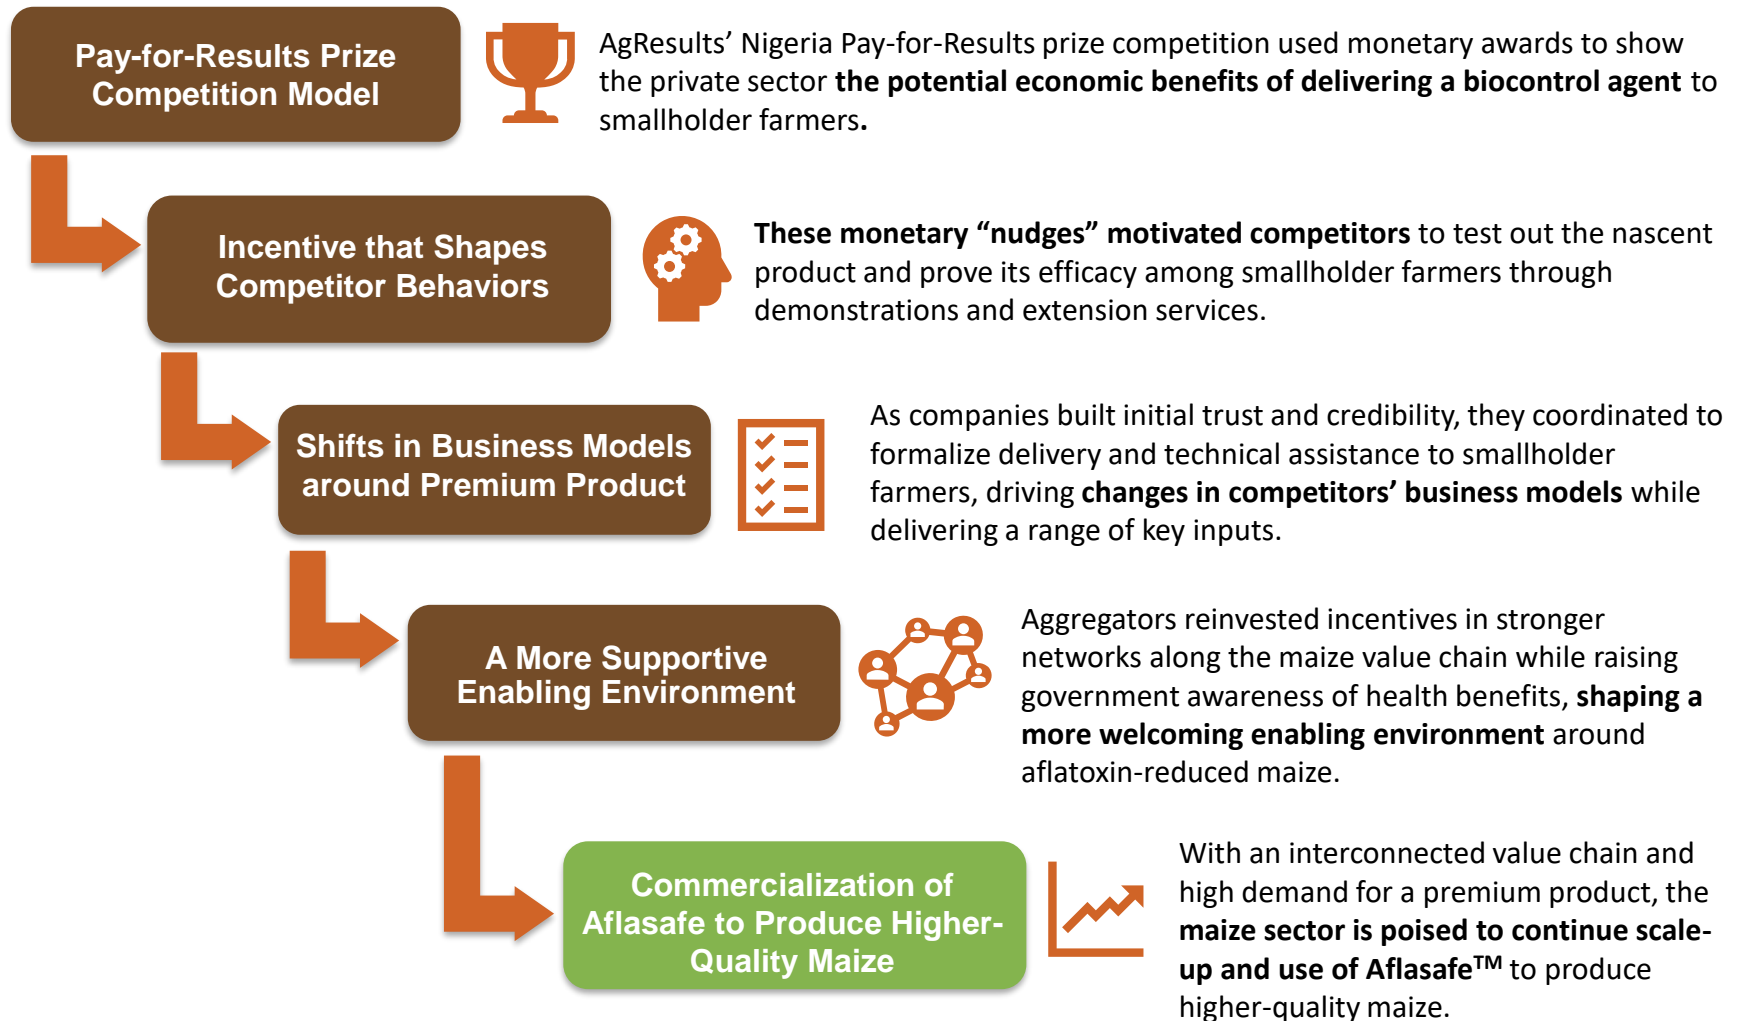 Pay-for-Results Prize
Competition Model
AgResults’ Nigeria Pay-for-Results prize competition used monetary awards to show
the private sector the potential economic benefits of delivering a biocontrol agent to
smallholder farmers.
Incentive that Shapes
Competitor Behaviors
These monetary “nudges” motivated competitors to test out the nascent
product and prove its efficacy among smallholder farmers through
demonstrations and extension services.
Shifts in Business Models
around Premium Product
As companies built initial trust and credibility, they coordinated to
formalize delivery and technical assistance to smallholder
farmers, driving changes in competitors’ business models while
delivering a range of key inputs.
A More Supportive
Enabling Environment
Aggregators reinvested incentives in stronger
networks along the maize value chain while raising
government awareness of health benefits, shaping a
more welcoming enabling environment around
aflatoxin-reduced maize.
Commercialization of
Aflasafe to Produce Higher-
Quality Maize
With an interconnected value chain and
high demand for a premium product, the
maize sector is poised to continue scale-
up and use of Aflasafe™ to produce
higher-quality maize.